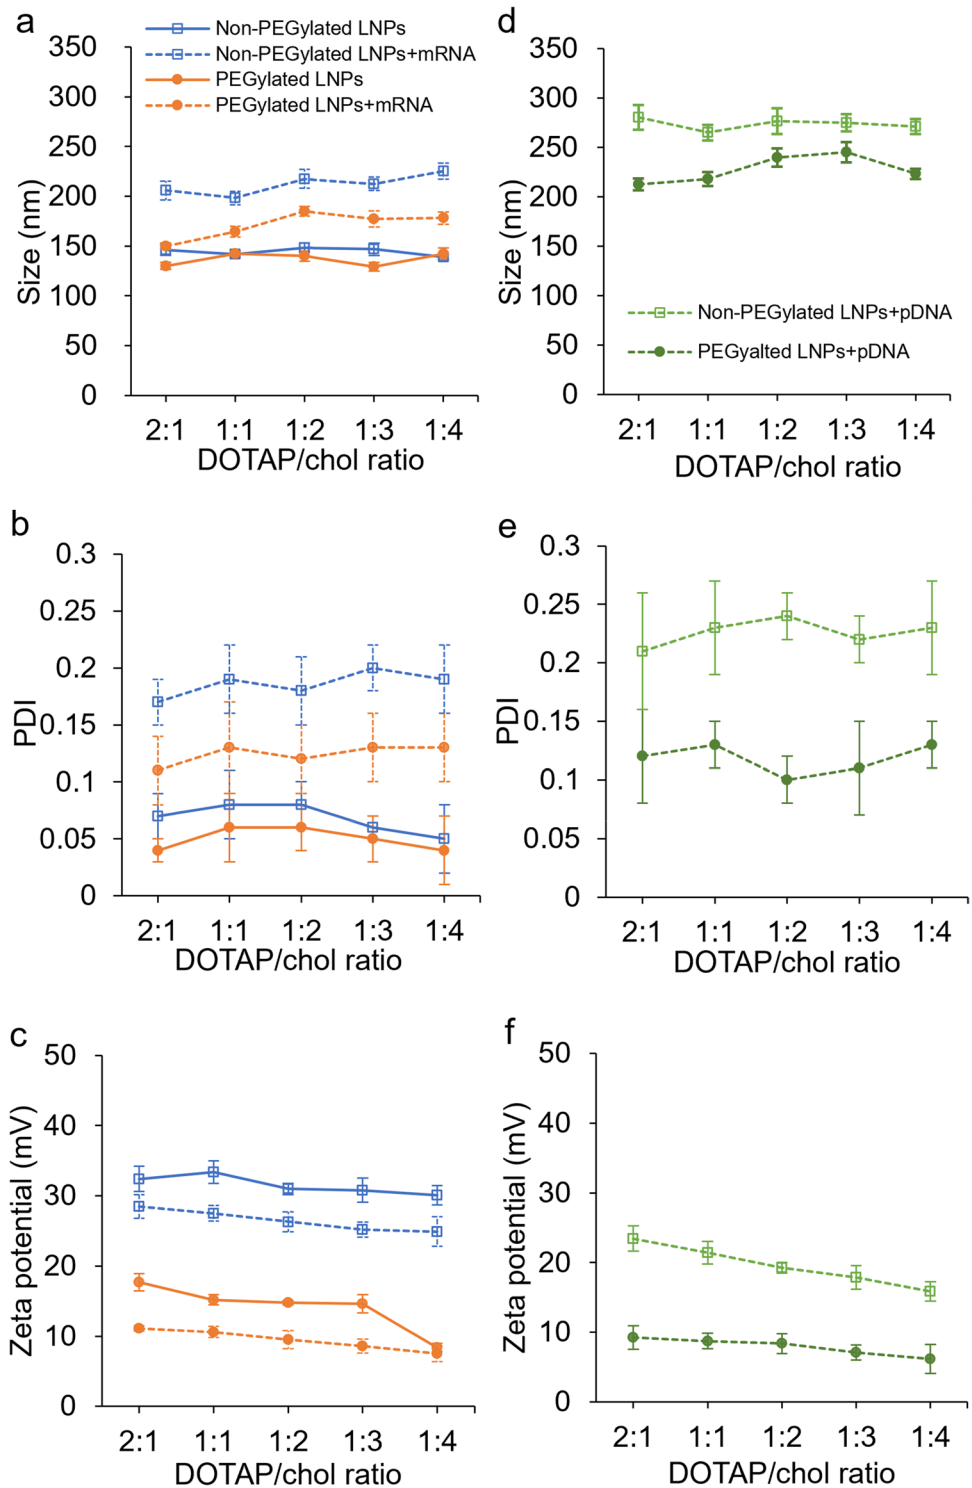 a
Non-PEGylated LNPs
Non-PEGylated LNPs+mRNA
PEGylated LNPs
PEGylated LNPs+mRNA
350
300
250
200
150
100
50
0
Size (nm)
2:1 1:1 1:2 1:3 1:4
DOTAP/chol ratio
d
350
300
250
200
150
100
50
0
Size (nm)
Non-PEGylated LNPs+pDNA
PEGyalted LNPs+pDNA
2:1 1:1 1:2 1:3 1:4
DOTAP/chol ratio
b
0.3
0.25
0.2
0.15
0.1
0.05
0
PDI
2:1 1:1 1:2 1:3 1:4
DOTAP/chol ratio
e
0.3
0.25
0.2
0.15
0.1
0.05
0
PDI
2:1 1:1 1:2 1:3 1:4
DOTAP/chol ratio
c
50
40
30
20
10
0
Zeta potential (mV)
2:1 1:1 1:2 1:3 1:4
DOTAP/chol ratio
f
50
40
30
20
10
0
Zeta potential (mV)
2:1 1:1 1:2 1:3 1:4
DOTAP/chol ratio